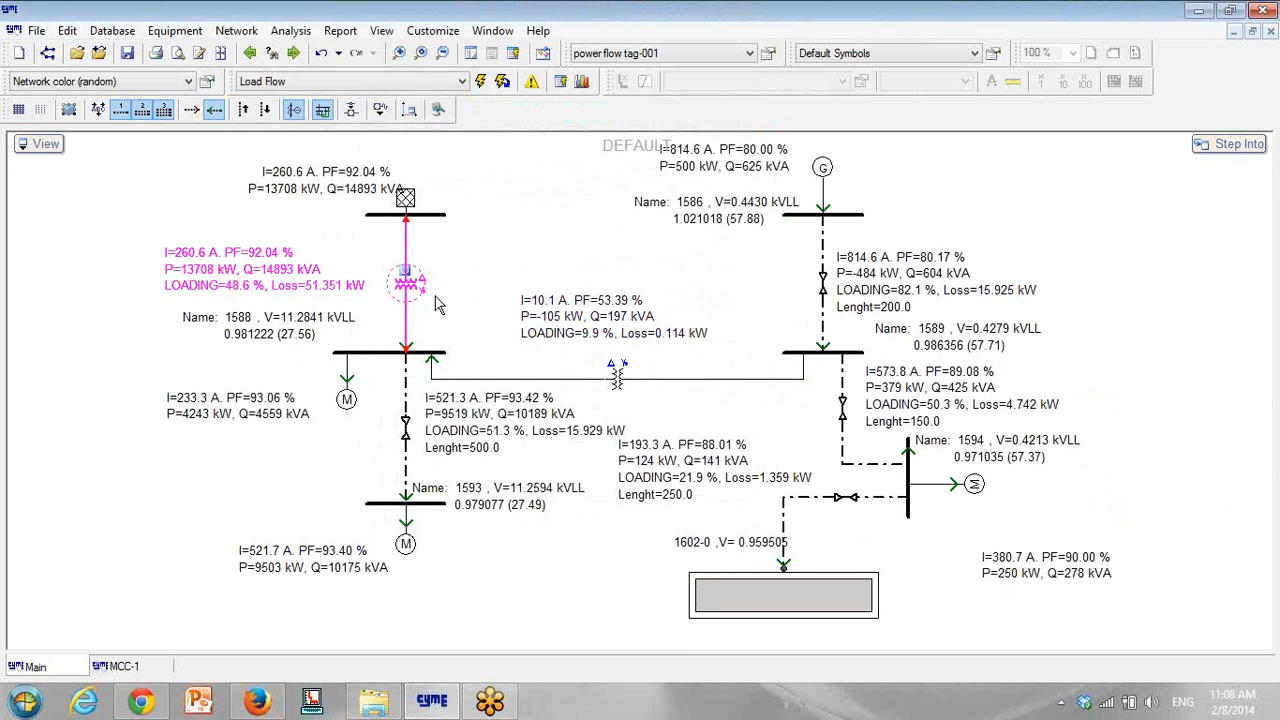 CYME
CYME File Edit Database Equipment Network Analysis Report View Customize Window Help
power flow tag-001
Default Symbols
100 %
Network color (random)
Load Flow
View
DEFAULT
Step Into
I=260.6 A. PF=92.04 %
P=13708 kW, Q=14893 kVA
I=814.6 A. PF=80.00 %
P=500 kW, Q=625 kVA
G
Name: 1586 , V=0.4430 kVLL
1.021018 (57.88)
I=260.6 A. PF=92.04 %
P=13708 kW, Q=14893 kVA
LOADING=48.6 %, Loss=51.351 kW
Name: 1588 , V=11.2841 kVLL
0.981222 (27.56)
I=10.1 A. PF=53.39 %
P=-105 kW, Q=197 kVA
LOADING=9.9 %, Loss=0.114 kW
I=814.6 A. PF=80.17 %
P=-484 kW, Q=604 kVA
LOADING=82.1 %, Loss=15.925 kW
Lenght=200.0
Name: 1589 , V=0.4279 kVLL
0.986356 (57.71)
I=233.3 A. PF=93.06 %
P=4243 kW, Q=4559 kVA
M
I=521.3 A. PF=93.42 %
P=9519 kW, Q=10189 kVA
LOADING=51.3 %, Loss=15.929 kW
Lenght=500.0
I=573.8 A. PF=89.08 %
P=379 kW, Q=425 kVA
LOADING=50.3 %, Loss=4.742 kW
Lenght=150.0
I=193.3 A. PF=88.01 %
P=124 kW, Q=141 kVA
LOADING=21.9 %, Loss=1.359 kW
Lenght=250.0
Name: 1594 , V=0.4213 kVLL
0.971035 (57.37)
M
Name: 1593 , V=11.2594 kVLL
0.979077 (27.49)
1602-0 ,V= 0.959505
I=521.7 A. PF=93.40 %
P=9503 kW, Q=10175 kVA
M
I=380.7 A. PF=90.00 %
P=250 kW, Q=278 kVA
CYME Main
CYME MCC-1
CYME
ENG
11:08 AM
2/8/2014